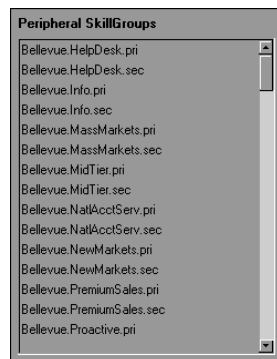 Peripheral SkillGroups
Bellevue.HelpDesk.pri
Bellevue.HelpDesk.sec
Bellevue.Info.pri
Bellevue.Info.sec
Bellevue.MassMarkets.pri
Bellevue.MassMarkets.sec
Bellevue.MidTier.pri
Bellevue.MidTier.sec
Bellevue.NatlAcctServ.pri
Bellevue.NatlAcctServ.sec
Bellevue.NewMarkets.pri
Bellevue.NewMarkets.sec
Bellevue.PremiumSales.pri
Bellevue.PremiumSales.sec
Bellevue.Proactive.pri